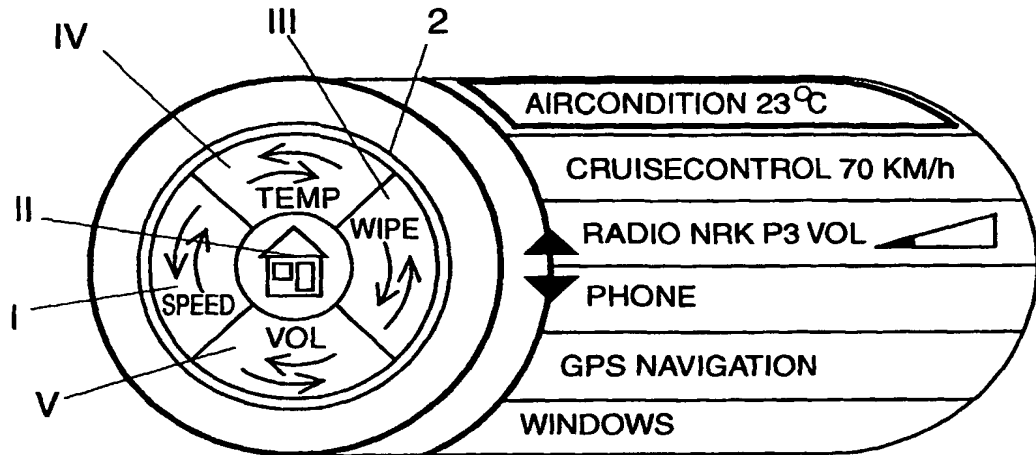 IV
III
2
II
I
V
TEMP
WIPE
SPEED
VOL
AIRCONDITION 23°C
CRUISECONTROL 70 KM/h
RADIO NRK P3 VOL
PHONE
GPS NAVIGATION
WINDOWS